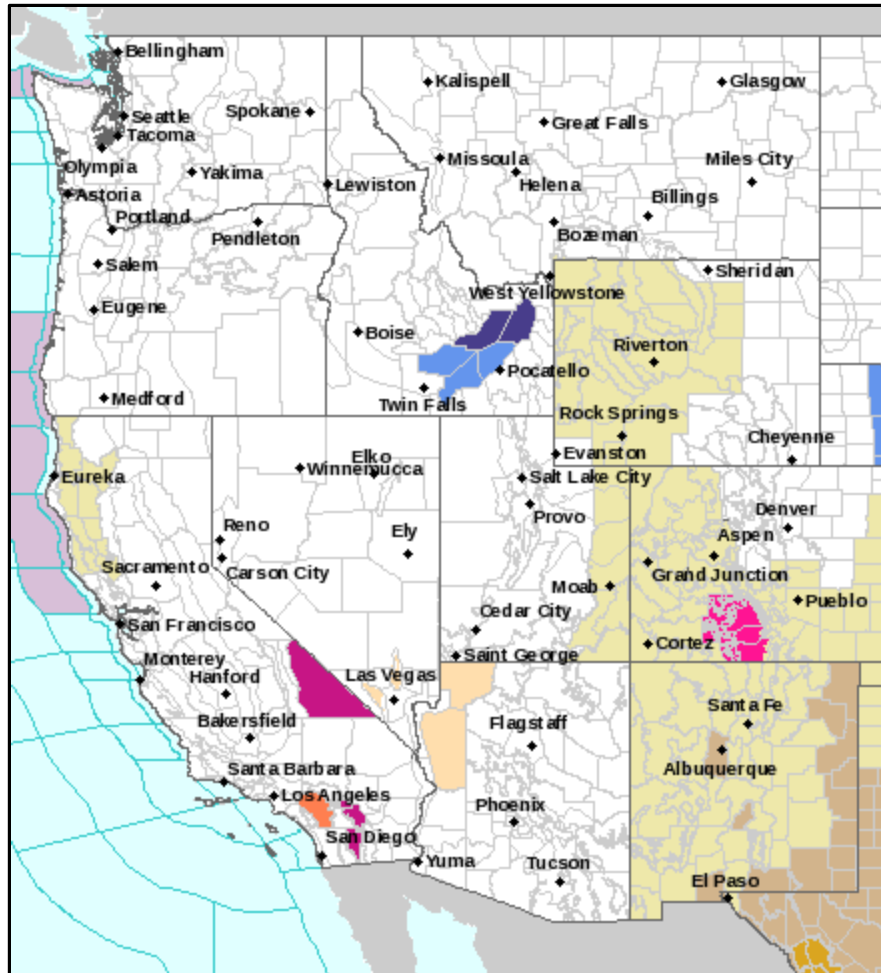 Bellingham
Kalispell
Glasgow
Seattle
Spokane
Great Falls
Tacoma
Olympia
Missoula
Miles City
Yakima
Lewiston
Helena
Astoria
Billings
Portland
Pendleton
Bozeman
Salem
Sheridan
West Yellowstone
Eugene
Boise
Riverton
Pocatello
Medford
Twin Falls
Rock Springs
Cheyenne
Elko
Evanston
Eureka
Winnemucca
Salt Lake City
Denver
Provo
Reno
Ely
Aspen
Sacramento
Carson City
Grand Junction
Moab
Pueblo
Cedar City
San Francisco
Cortez
Monterey
Saint George
Hanford
Las Vegas
Santa Fe
Bakersfield
Flagstaff
Santa Barbara
Albuquerque
Los Angeles
Phoenix
San Diego
Yuma
Tucson
El Paso